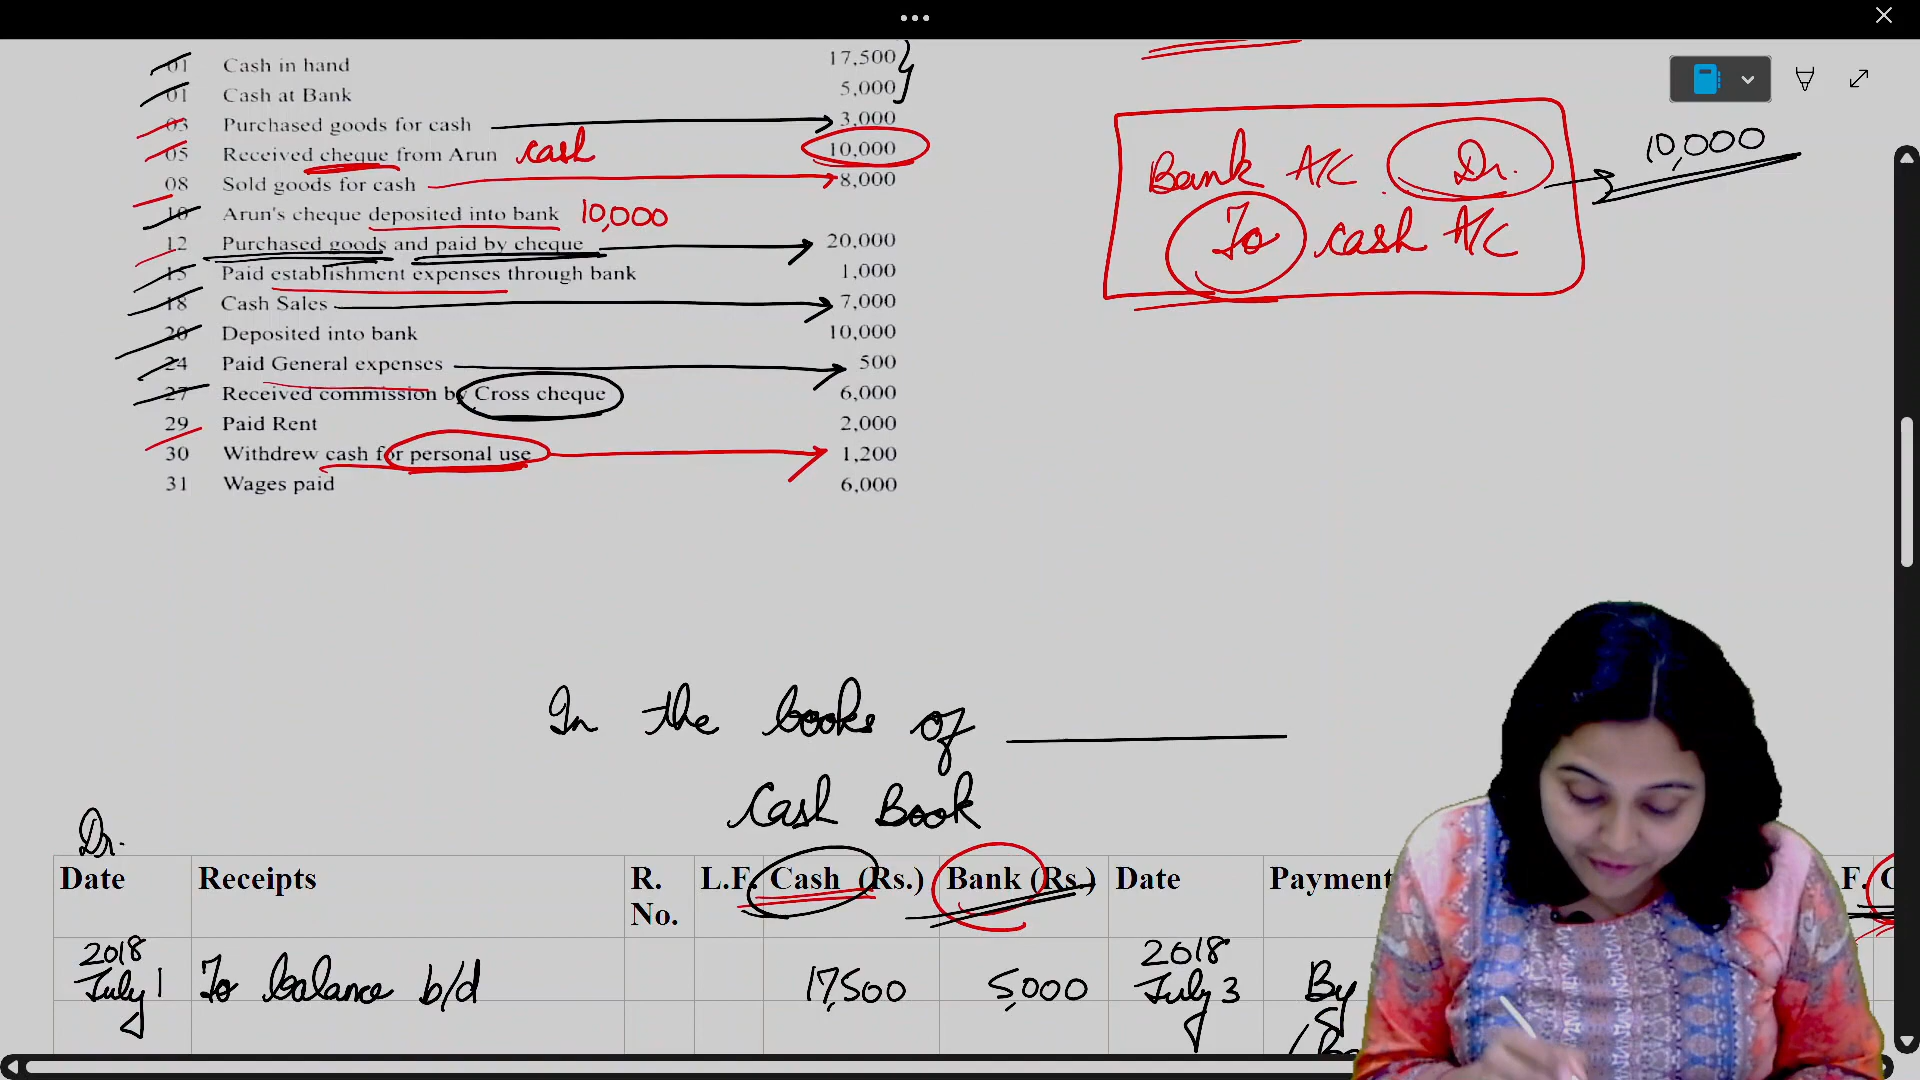 01 Cash in hand 17,500
01 Cash at Bank 5,000
03 Purchased goods for cash 3,000
05 Received cheque from Arun cash 10,000
08 Sold goods for cash 8,000
10 Arun's cheque deposited into bank 10,000
12 Purchased goods and paid by cheque 20,000
15 Paid establishment expenses through bank 1,000
18 Cash Sales 7,000
20 Deposited into bank 10,000
24 Paid General expenses 500
27 Received commission by Cross cheque 6,000
29 Paid Rent 2,000
30 Withdrew cash for personal use 1,200
31 Wages paid 6,000
Bank A/C Dr. 10,000
To cash A/C
In the books of
Cash Book
Dr.
Date Receipts R. No. L.F. Cash (Rs.) Bank (Rs.) Date Payment F. C
2018 2018
July 1 To balance b/d 17,500 5,000 July 3 By